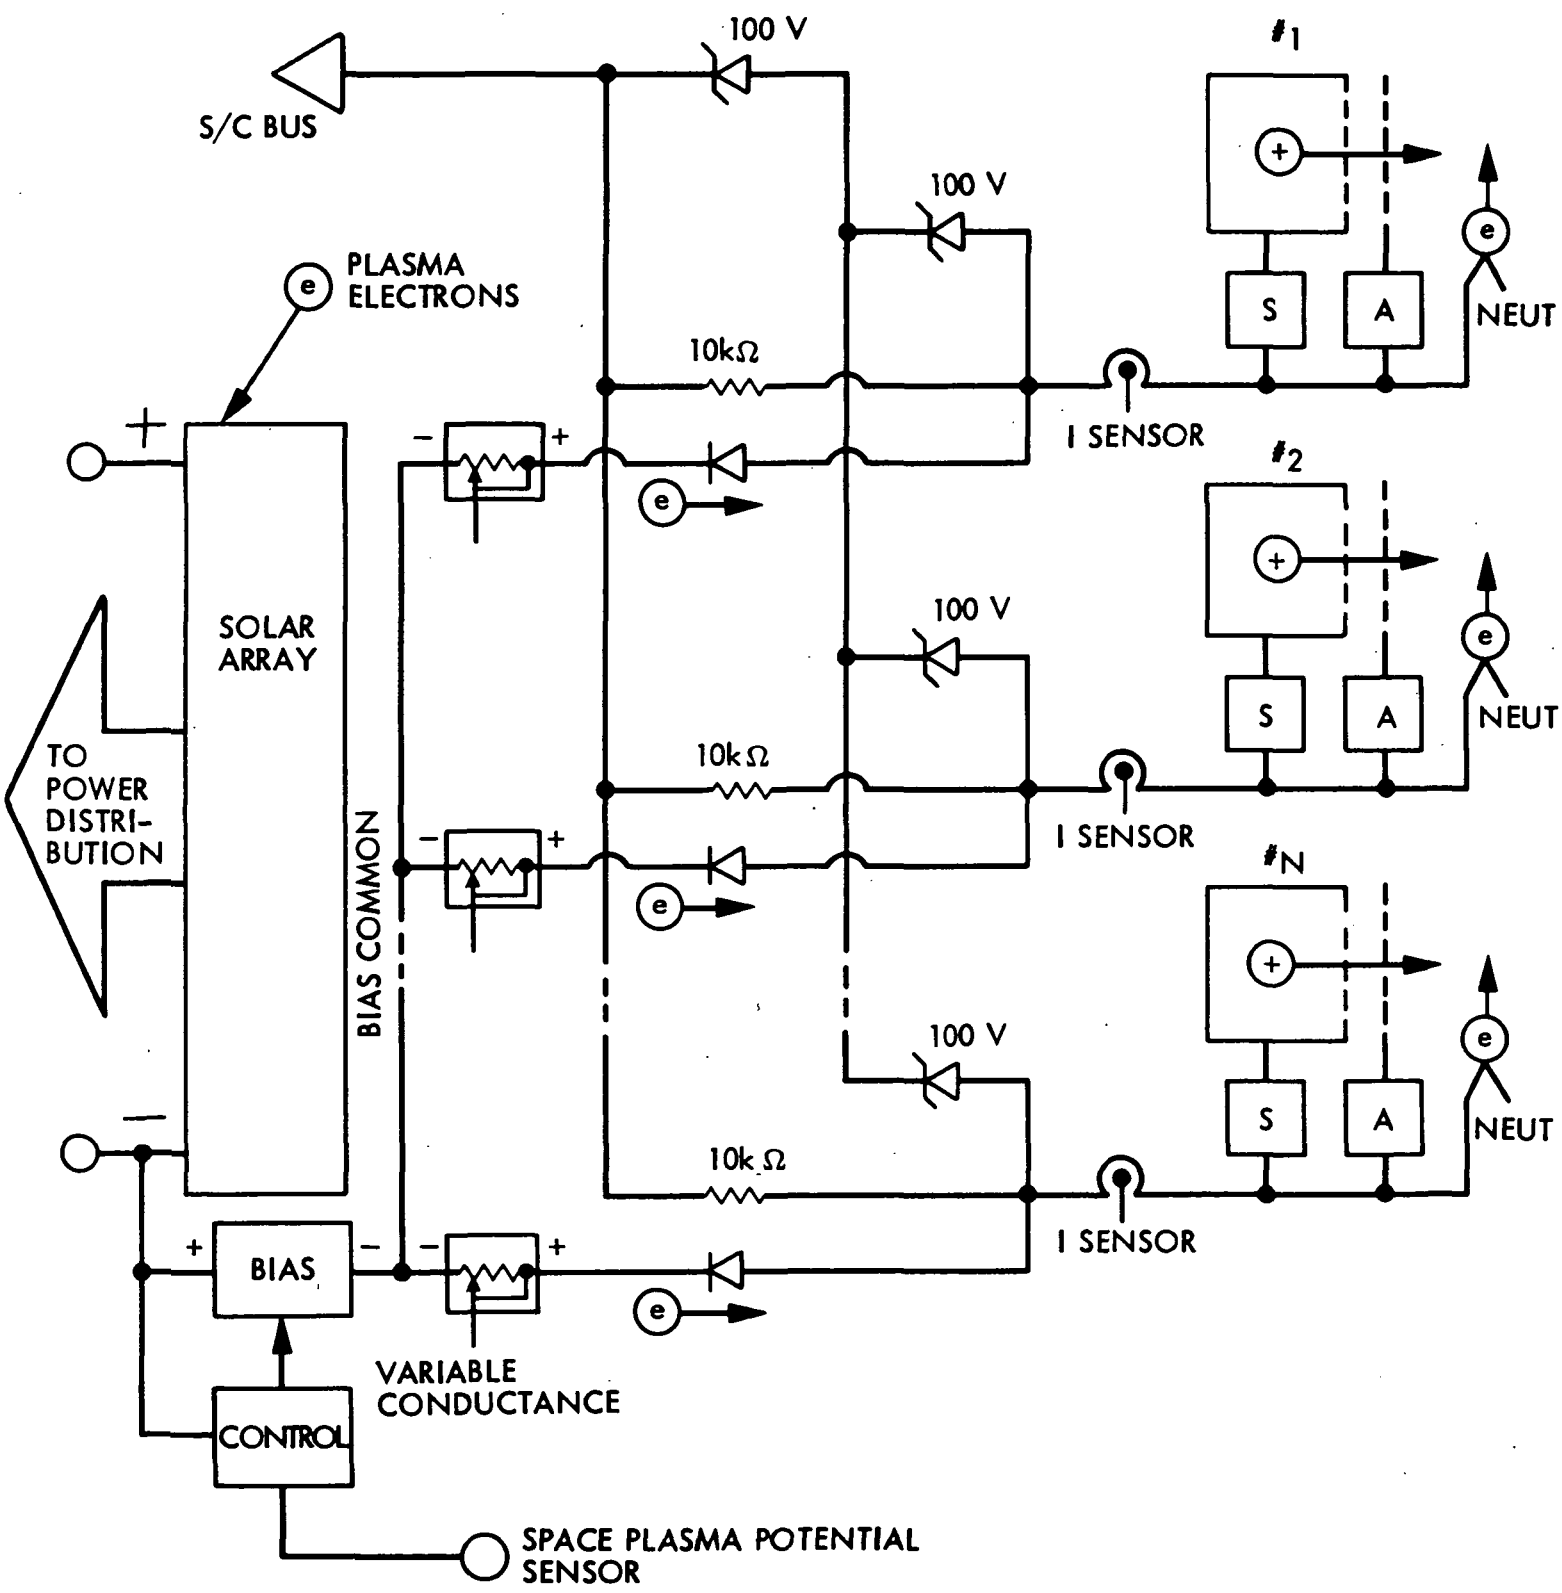 100 V
#1
S/C BUS
+
100 V
e
e
PLASMA
ELECTRONS
S
A
NEUT
10kΩ
+
- +
I SENSOR
#2
e
+
100 V
e
SOLAR
ARRAY
S
A
NEUT
10kΩ
TO
POWER
DISTRI-
BUTION
- +
I SENSOR
#N
e
BIAS COMMON
+
100 V
e
—
S
A
NEUT
10kΩ
+ BIAS -
- +
I SENSOR
e
VARIABLE
CONDUCTANCE
CONTROL
SPACE PLASMA POTENTIAL
SENSOR